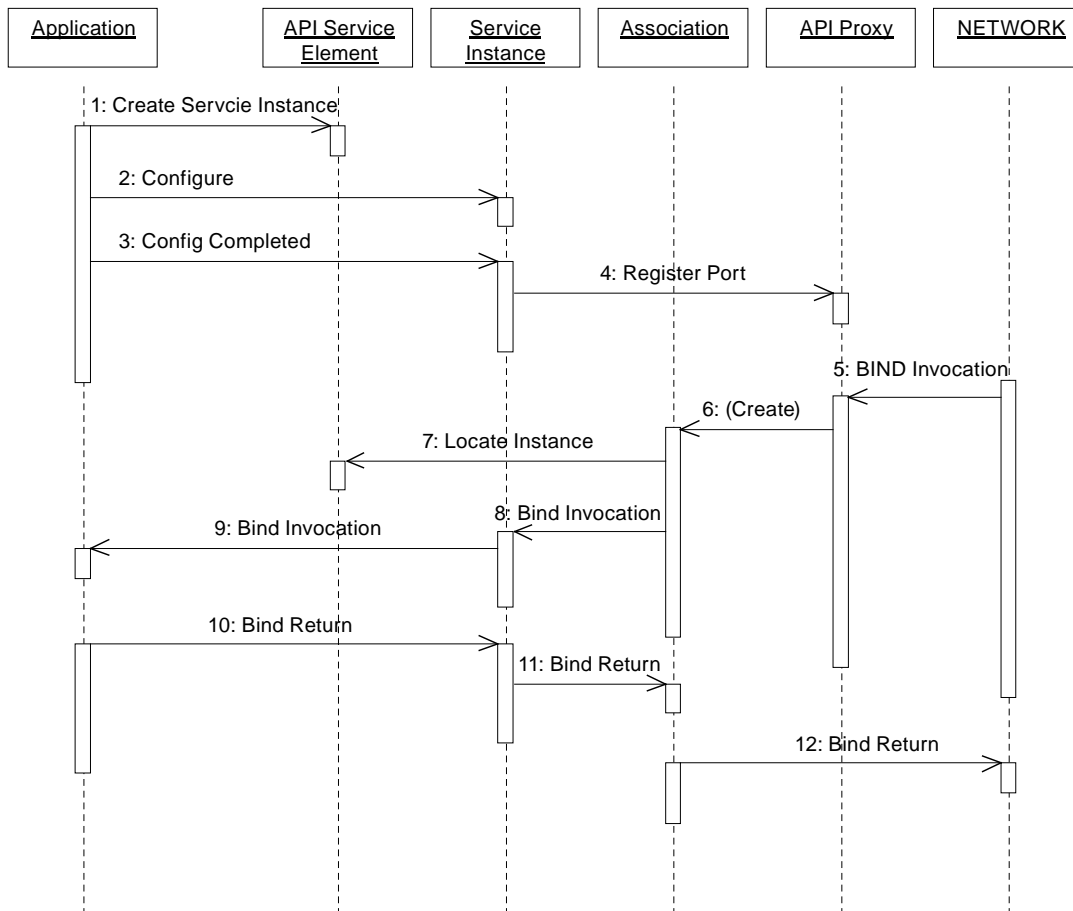 Application
API Service
Element
Service
Instance
Association
API Proxy
NETWORK
1: Create Servcie Instance
2: Configure
3: Config Completed
4: Register Port
5: BIND Invocation
6: (Create)
7: Locate Instance
8: Bind Invocation
9: Bind Invocation
10: Bind Return
11: Bind Return
12: Bind Return